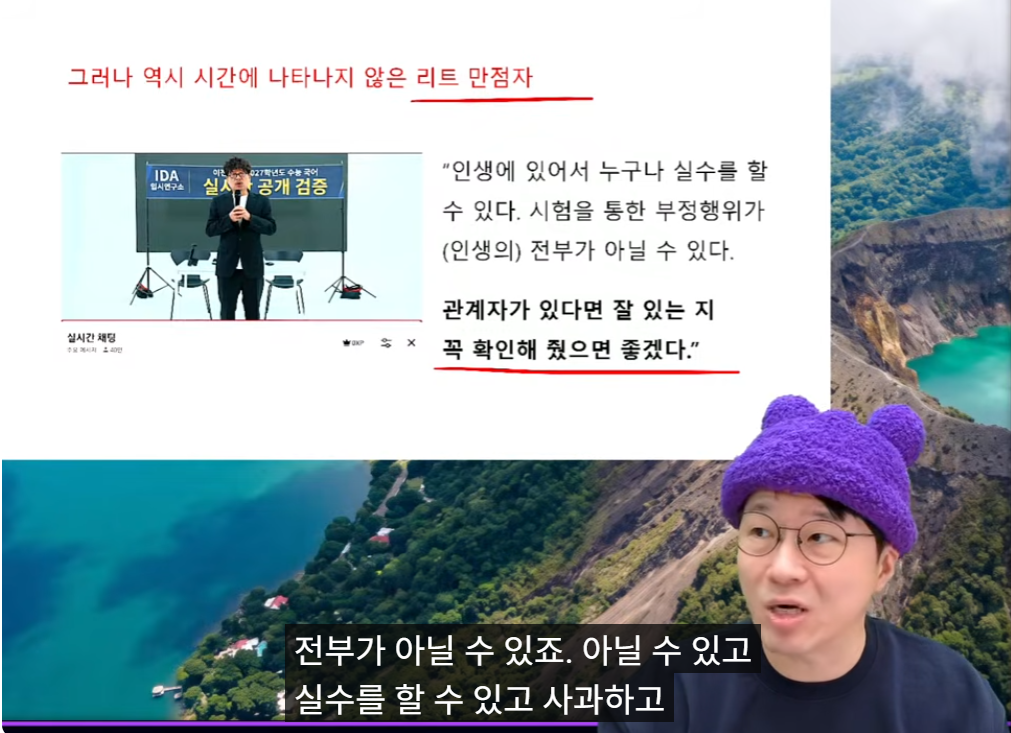 그러나 역시 시간에 나타나지 않은 리트 만점자
IDA
입시연구소
2027학년도 수능 국어
공개 검증
"인생에 있어서 누구나 실수를 할
수 있다. 시험을 통한 부정행위가
(인생의) 전부가 아닐 수 있다.
관계자가 있다면 잘 있는 지
꼭 확인해 줬으면 좋겠다."
실시간 채팅
전부가 아닐 수 있죠. 아닐 수 있고
실수를 할 수 있고 사과하고